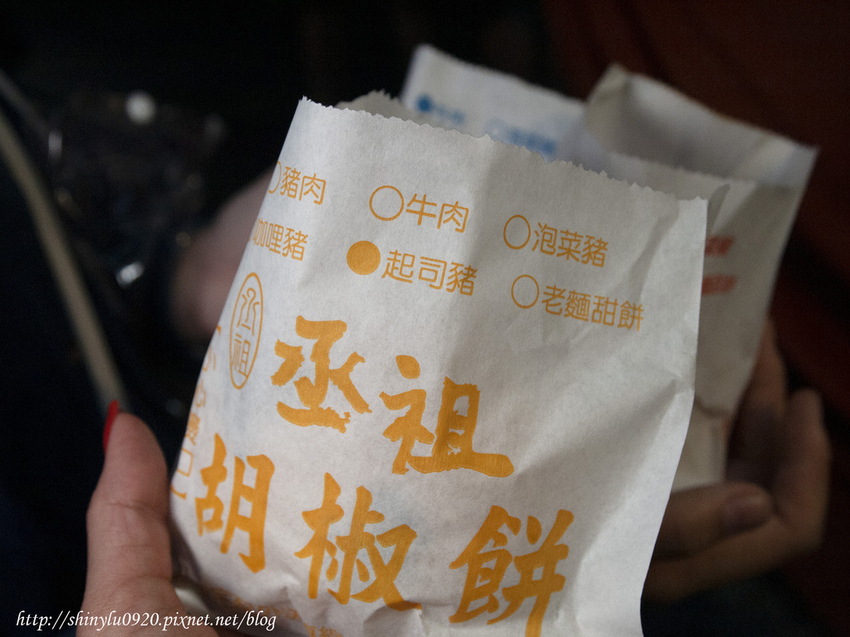 ○豬肉 ○牛肉 ○泡菜豬
咖哩豬 ●起司豬 ○老麵甜餅
丞祖
丞祖
胡椒餅
http://shinylu0920.pixnet.net/blog